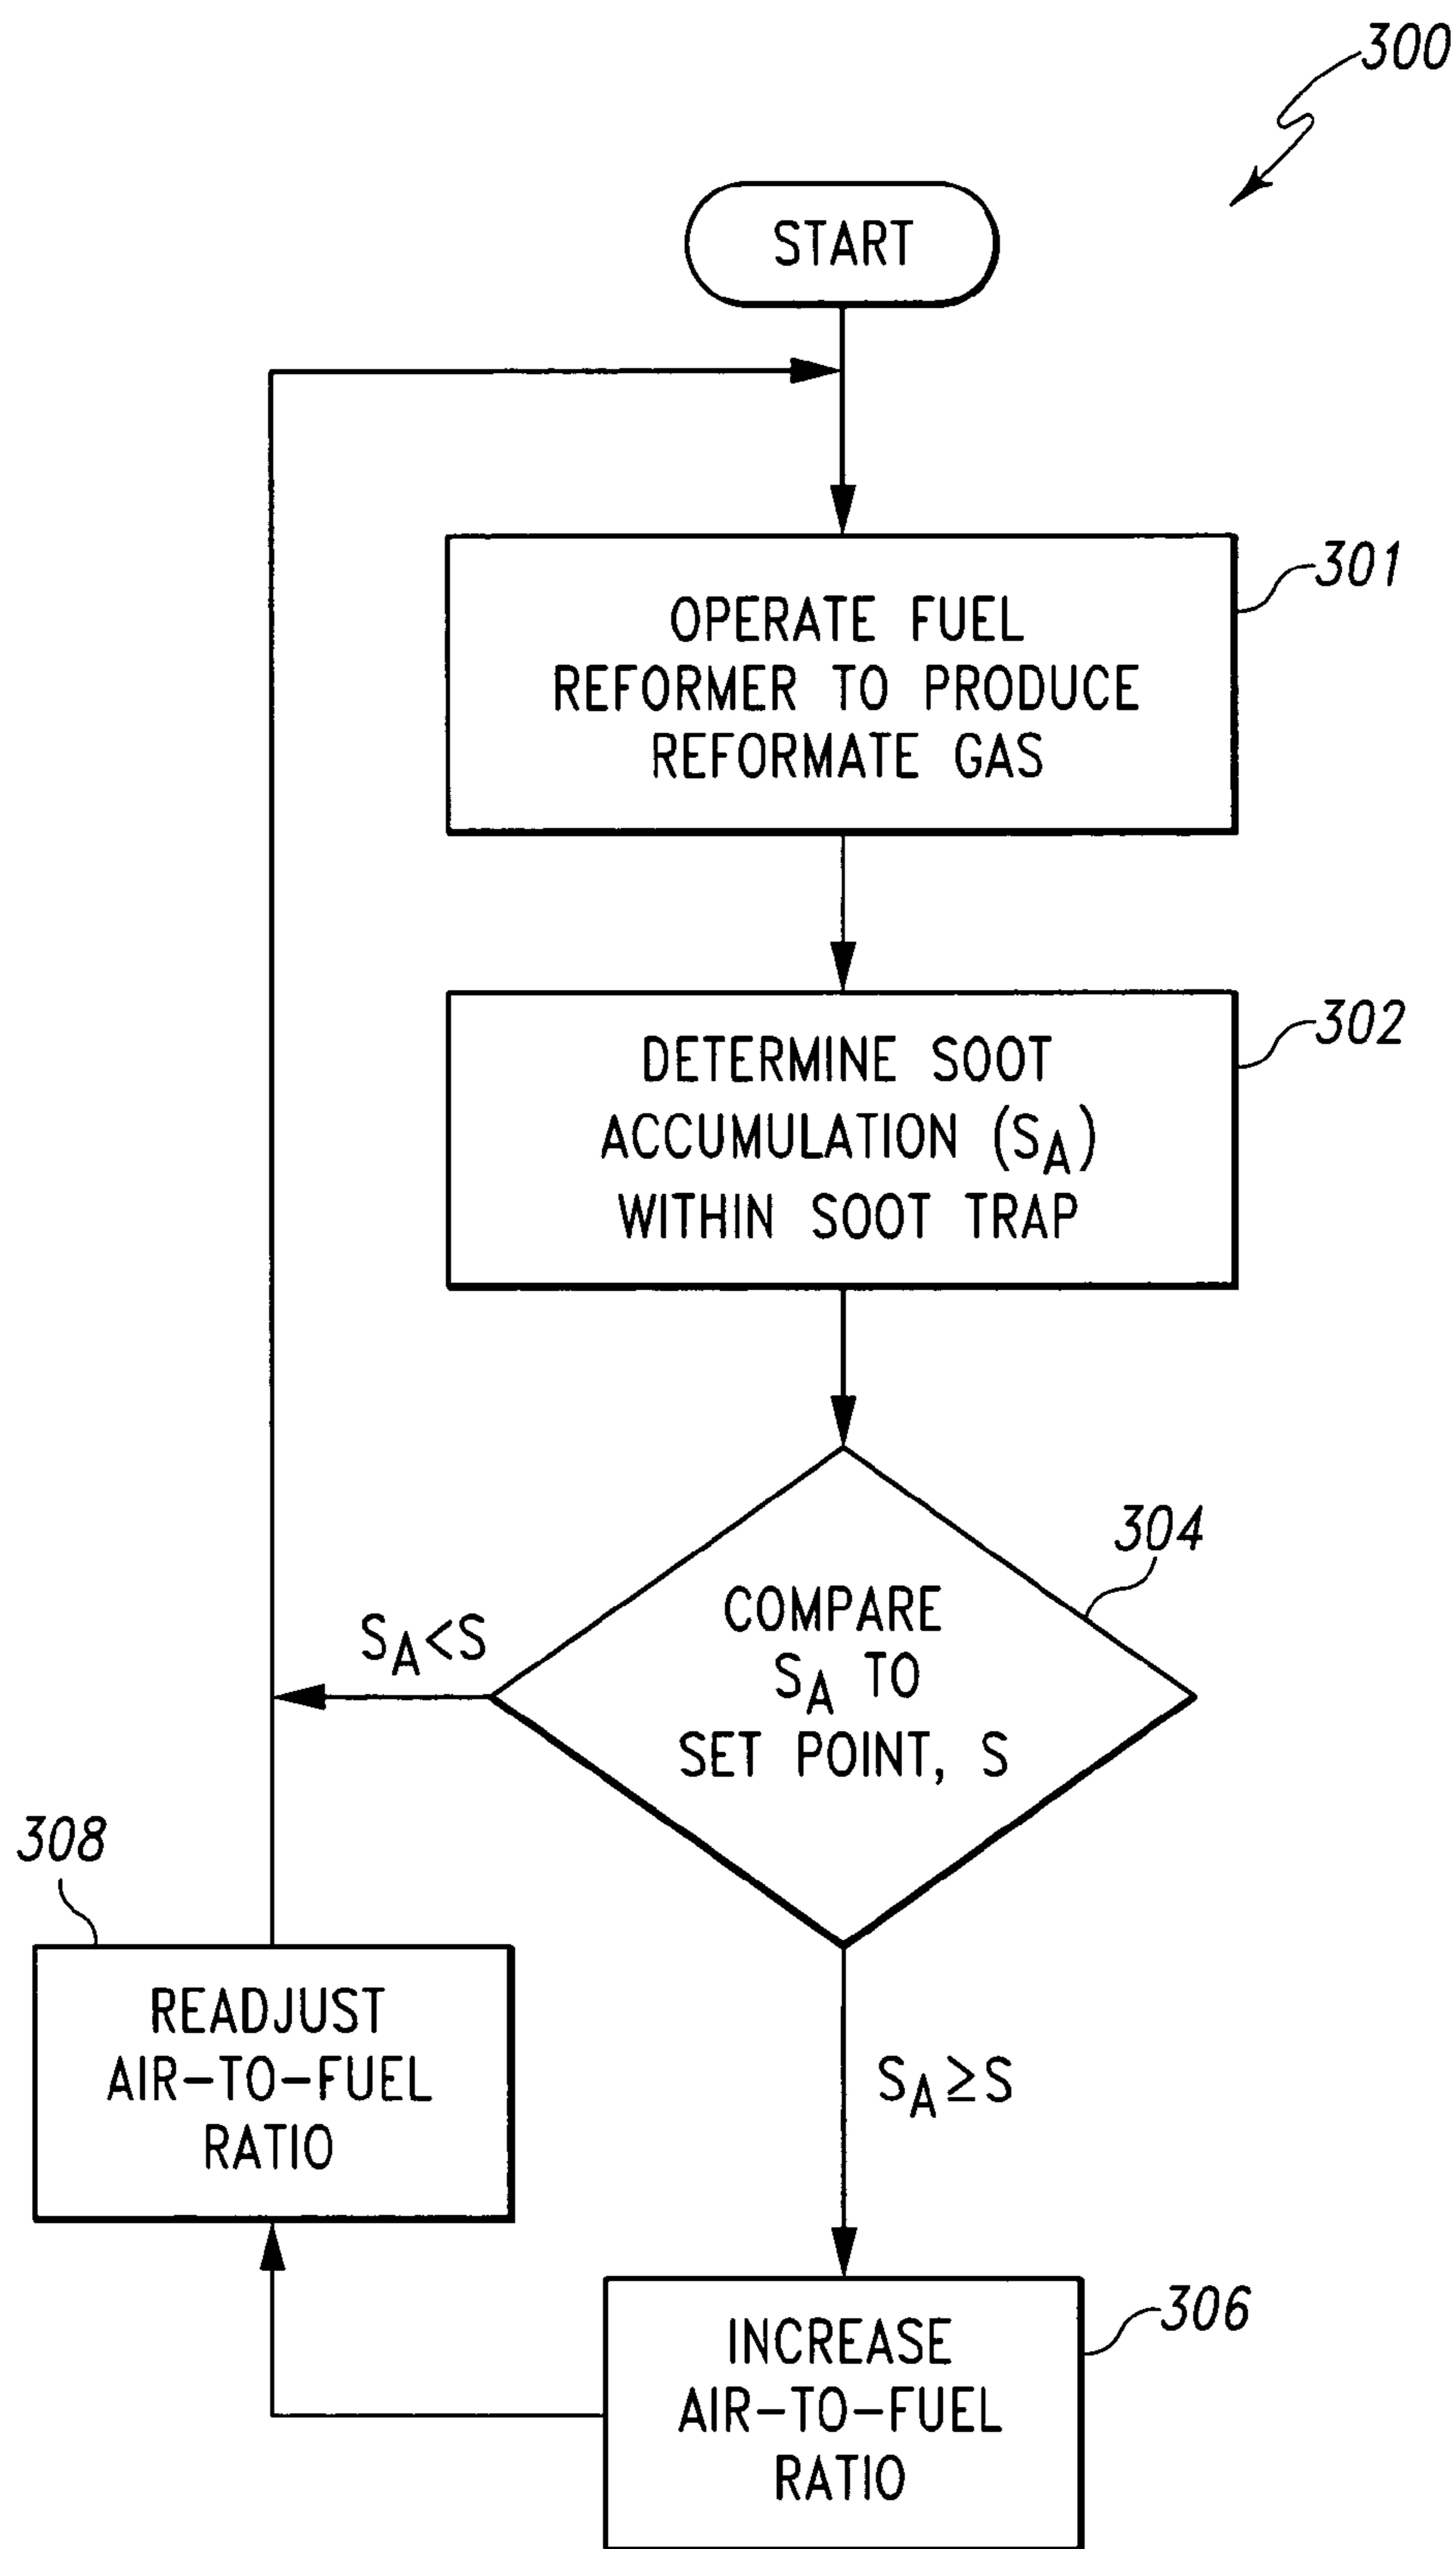 300
START
301
OPERATE FUEL
REFORMER TO PRODUCE
REFORMATE GAS
302
DETERMINE SOOT
ACCUMULATION (SA)
WITHIN SOOT TRAP
304
COMPARE
SA TO
SET POINT, S
SA<S
308
READJUST
AIR-TO-FUEL
RATIO
SA≥S
306
INCREASE
AIR-TO-FUEL
RATIO